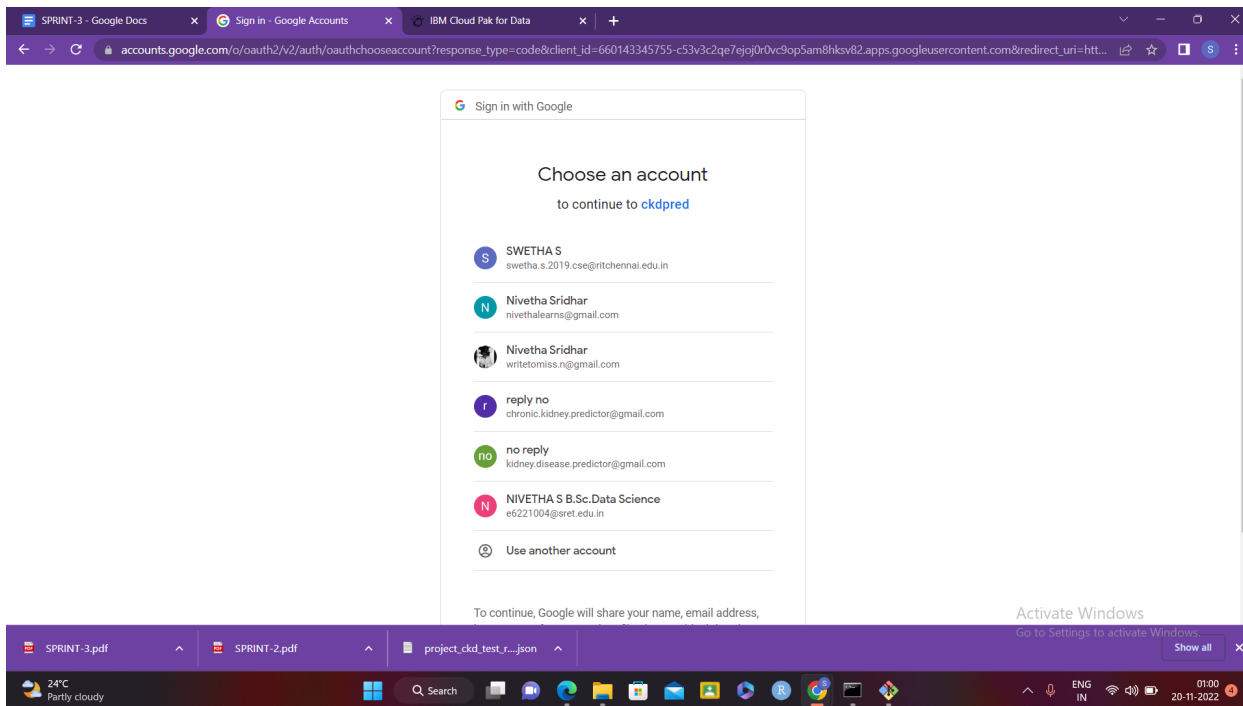 SPRINT-3 - Google Docs
Sign in - Google Accounts
IBM Cloud Pak for Data
accounts.google.com/o/oauth2/v2/auth/oauthchooseaccount?response_type=code&client_id=660143345755-c53v3c2qe7ejoj0r0vc9op5am8hksv82.apps.googleusercontent.com&redirect_uri=htt...
S
Sign in with Google
Choose an account
to continue to ckdpred
S
SWETHA S
swetha.s.2019.cse@ritchennai.edu.in
N
Nivetha Sridhar
nivethalearns@gmail.com
Nivetha Sridhar
writetomiss.n@gmail.com
r
reply no
chronic.kidney.predictor@gmail.com
no
no reply
kidney.disease.predictor@gmail.com
N
NIVETHA S B.Sc.Data Science
e6221004@sret.edu.in
Use another account
To continue, Google will share your name, email address,
Activate Windows
Go to Settings to activate Windows.
SPRINT-3.pdf
SPRINT-2.pdf
project_ckd_test_r....json
Show all
24°C
Partly cloudy
Search
ENG
IN
01:00
20-11-2022
4